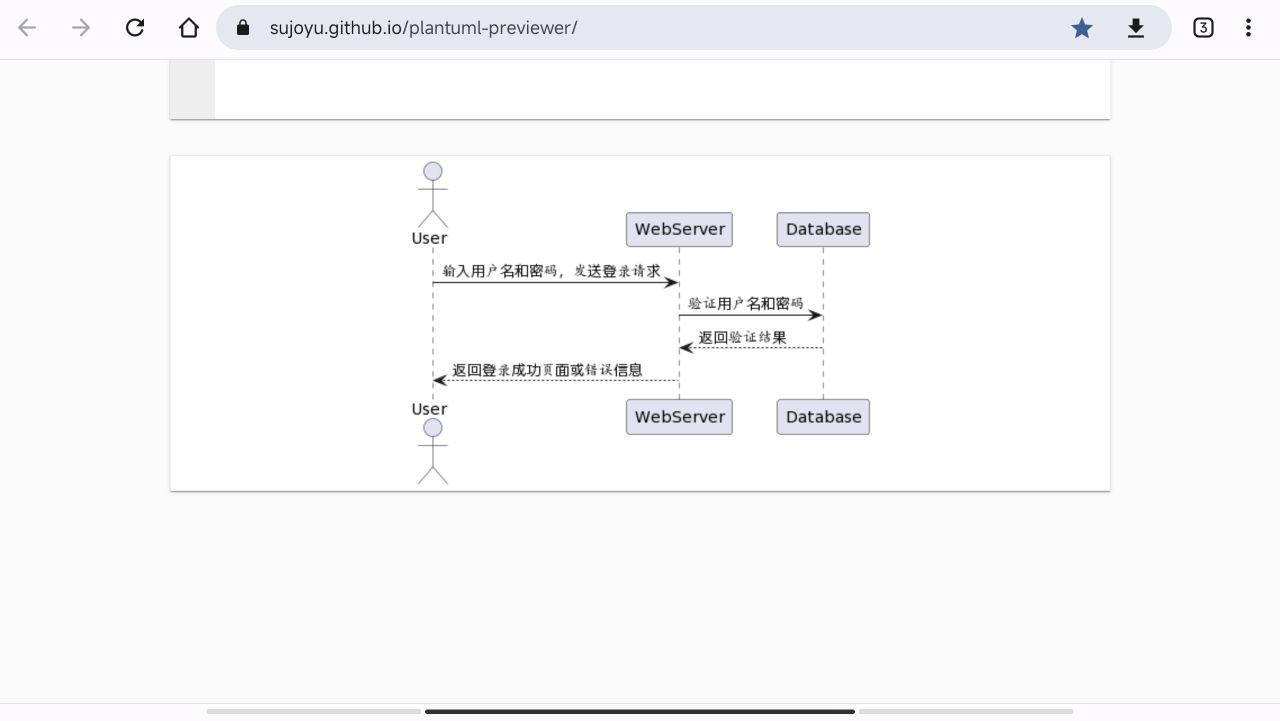 sujoyu.github.io/plantuml-previewer/
3
User
WebServer
Database
输入用户名和密码，发送登录请求
验证用户名和密码
返回验证结果
返回登录成功页面或错误信息
User
WebServer
Database